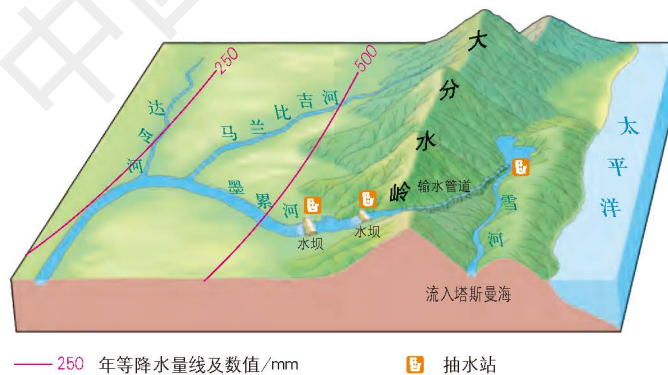 中国
250
500
大分水岭
太平洋
达令河
马兰比吉河
墨累河
水坝
水坝
输水管道
雪河
流入塔斯曼海
250 年等降水量线及数值/mm
抽水站